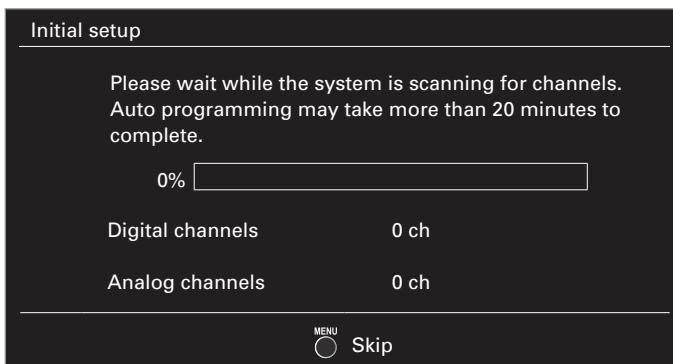 Initial setup
Please wait while the system is scanning for channels.
Auto programming may take more than 20 minutes to
complete.
0%
Digital channels 0 ch
Analog channels 0 ch
MENU
Skip